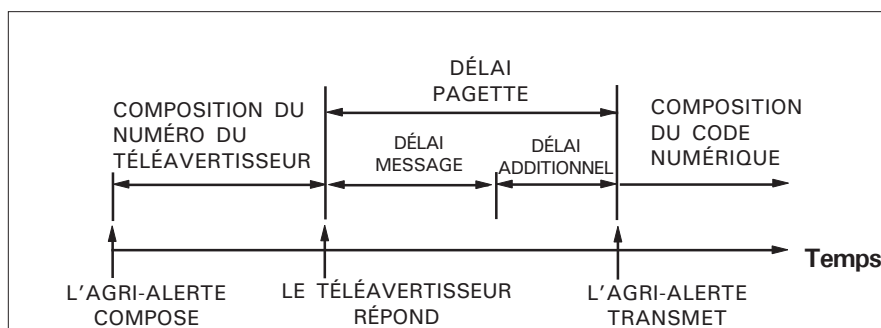 DÉLAI
PAGETTE
COMPOSITION DU
NUMÉRO DU
TÉLÉAVERTISSEUR
DÉLAI
MESSAGE
DÉLAI
ADDITIONNEL
COMPOSITION
DU CODE
NUMÉRIQUE
Temps
L'AGRI-ALERTE
COMPOSE
LE TÉLÉAVERTISSEUR
RÉPOND
L'AGRI-ALERTE
TRANSMET